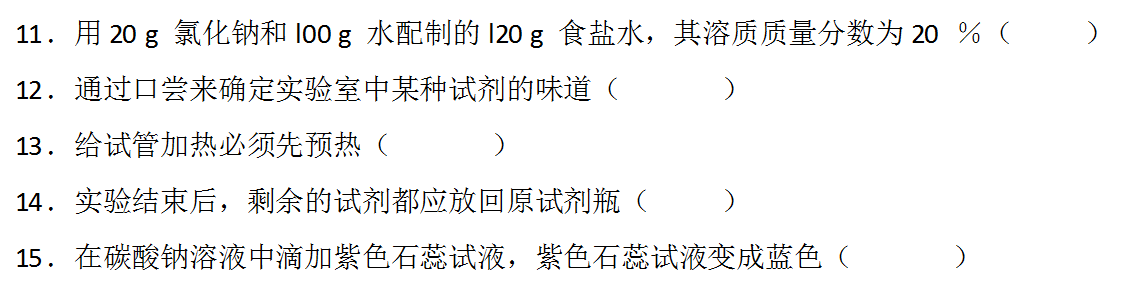 11．用 20 g 氯化钠和 l00 g 水配制的 l20 g 食盐水，其溶质质量分数为 20 ％（ ）
12．通过口尝来确定实验室中某种试剂的味道（ ）
13．给试管加热必须先预热（ ）
14．实验结束后，剩余的试剂都应放回原试剂瓶（ ）
15．在碳酸钠溶液中滴加紫色石蕊试液，紫色石蕊试液变成蓝色（ ）